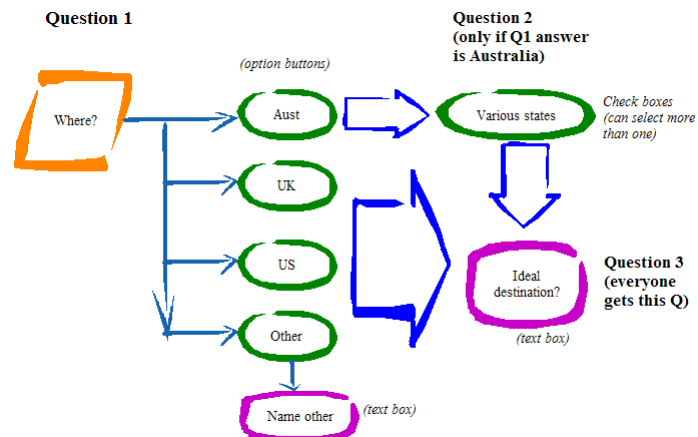 Question 1
Question 2
(only if Q1 answer
is Australia)
(option buttons)
Where?
Aust
Various states
Check boxes
(can select more
than one)
UK
US
Ideal
destination?
Question 3
(everyone
gets this Q)
(text box)
Other
Name other
(text box)